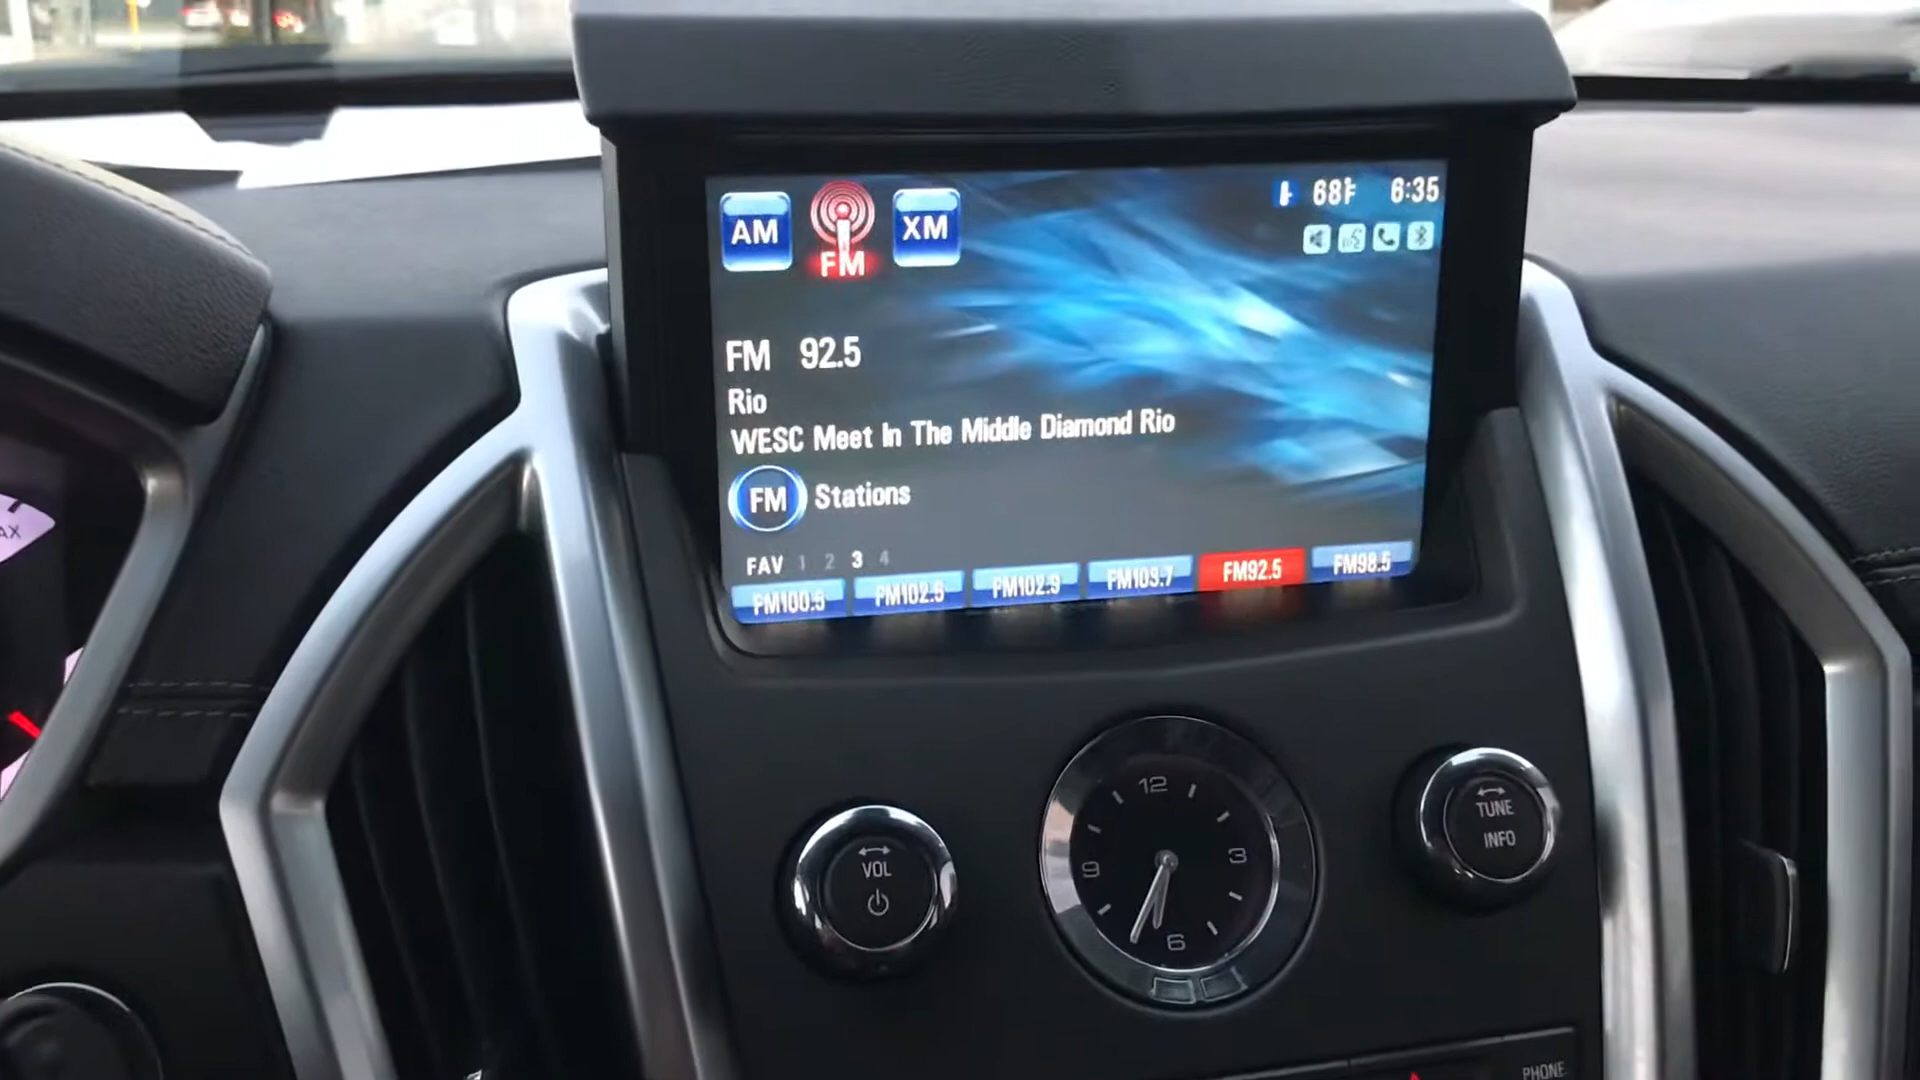 AM FM XM 68°F 6:35
FM 92.5
Rio
WESC Meet In The Middle Diamond Rio
FM Stations
FAV 1 2 3 4
FM100.5 FM102.5 FM102.9 FM103.7 FM92.5 FM98.5
12
3
6
9
VOL
TUNE
INFO
PHONE